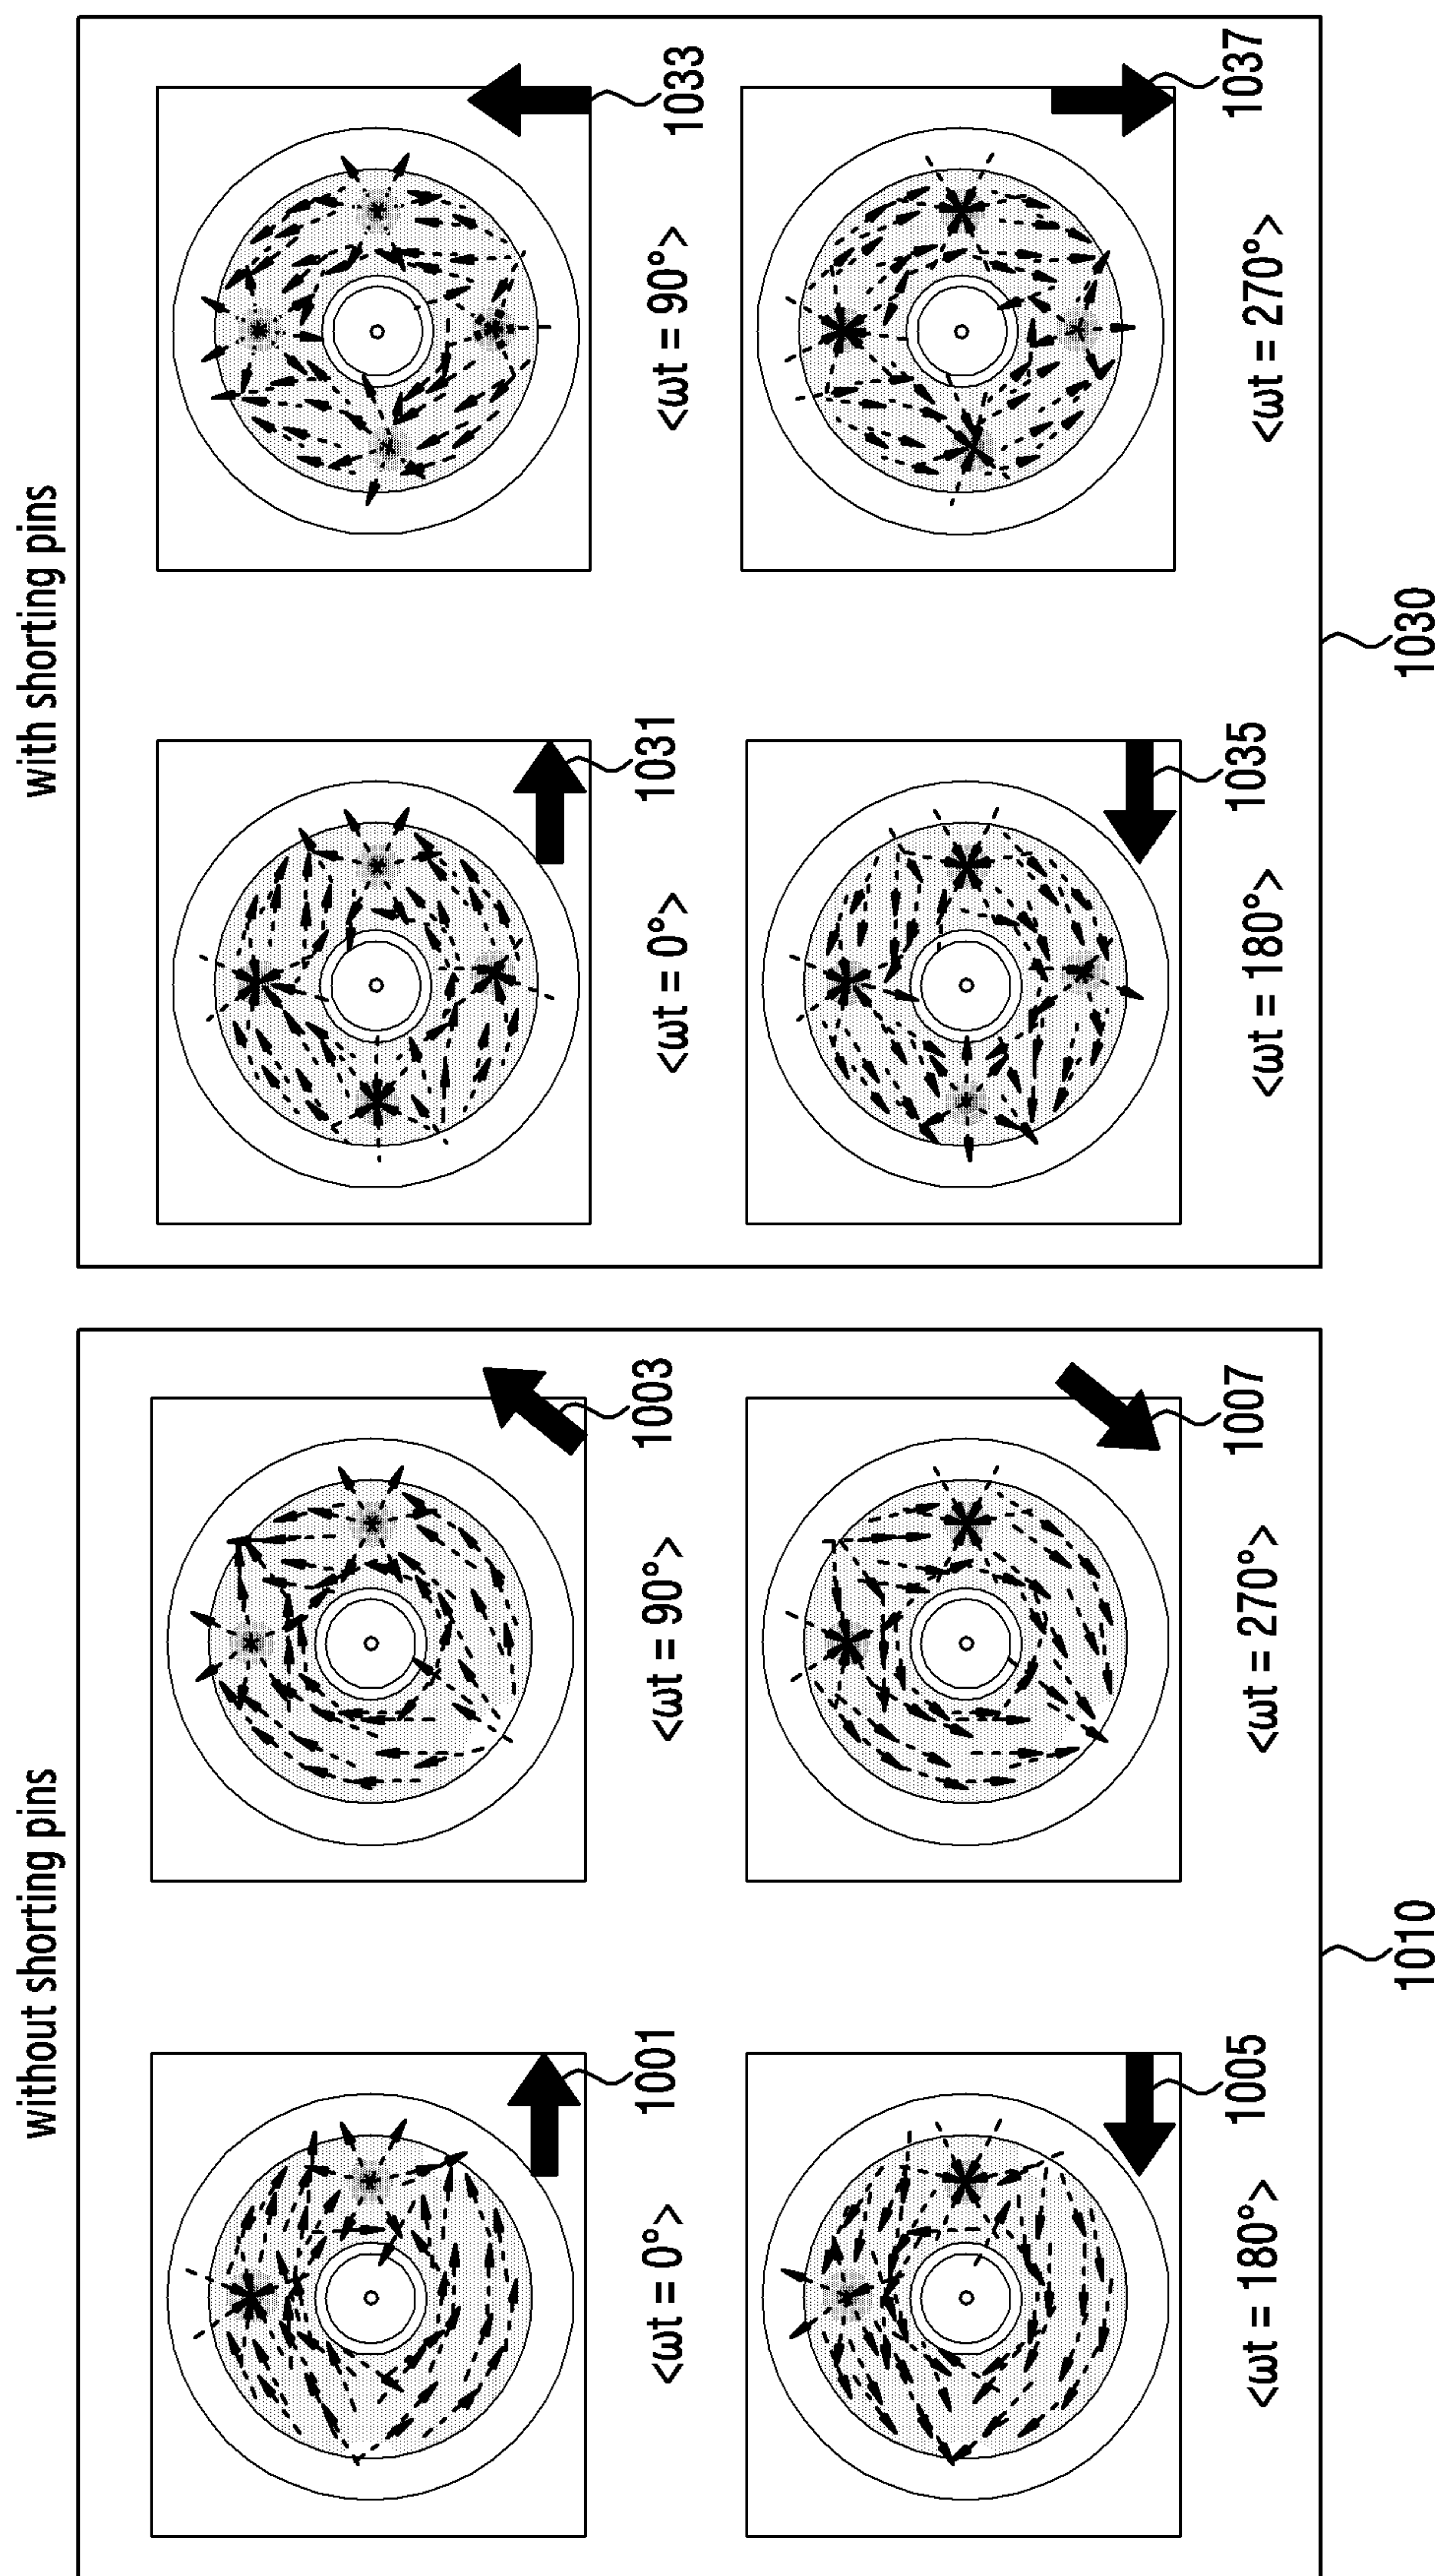 without shorting pins
1001
<ωt = 0°>
1003
<ωt = 90°>
1005
<ωt = 180°>
1007
<ωt = 270°>
1010
with shorting pins
1031
<ωt = 0°>
1033
<ωt = 90°>
1035
<ωt = 180°>
1037
<ωt = 270°>
1030